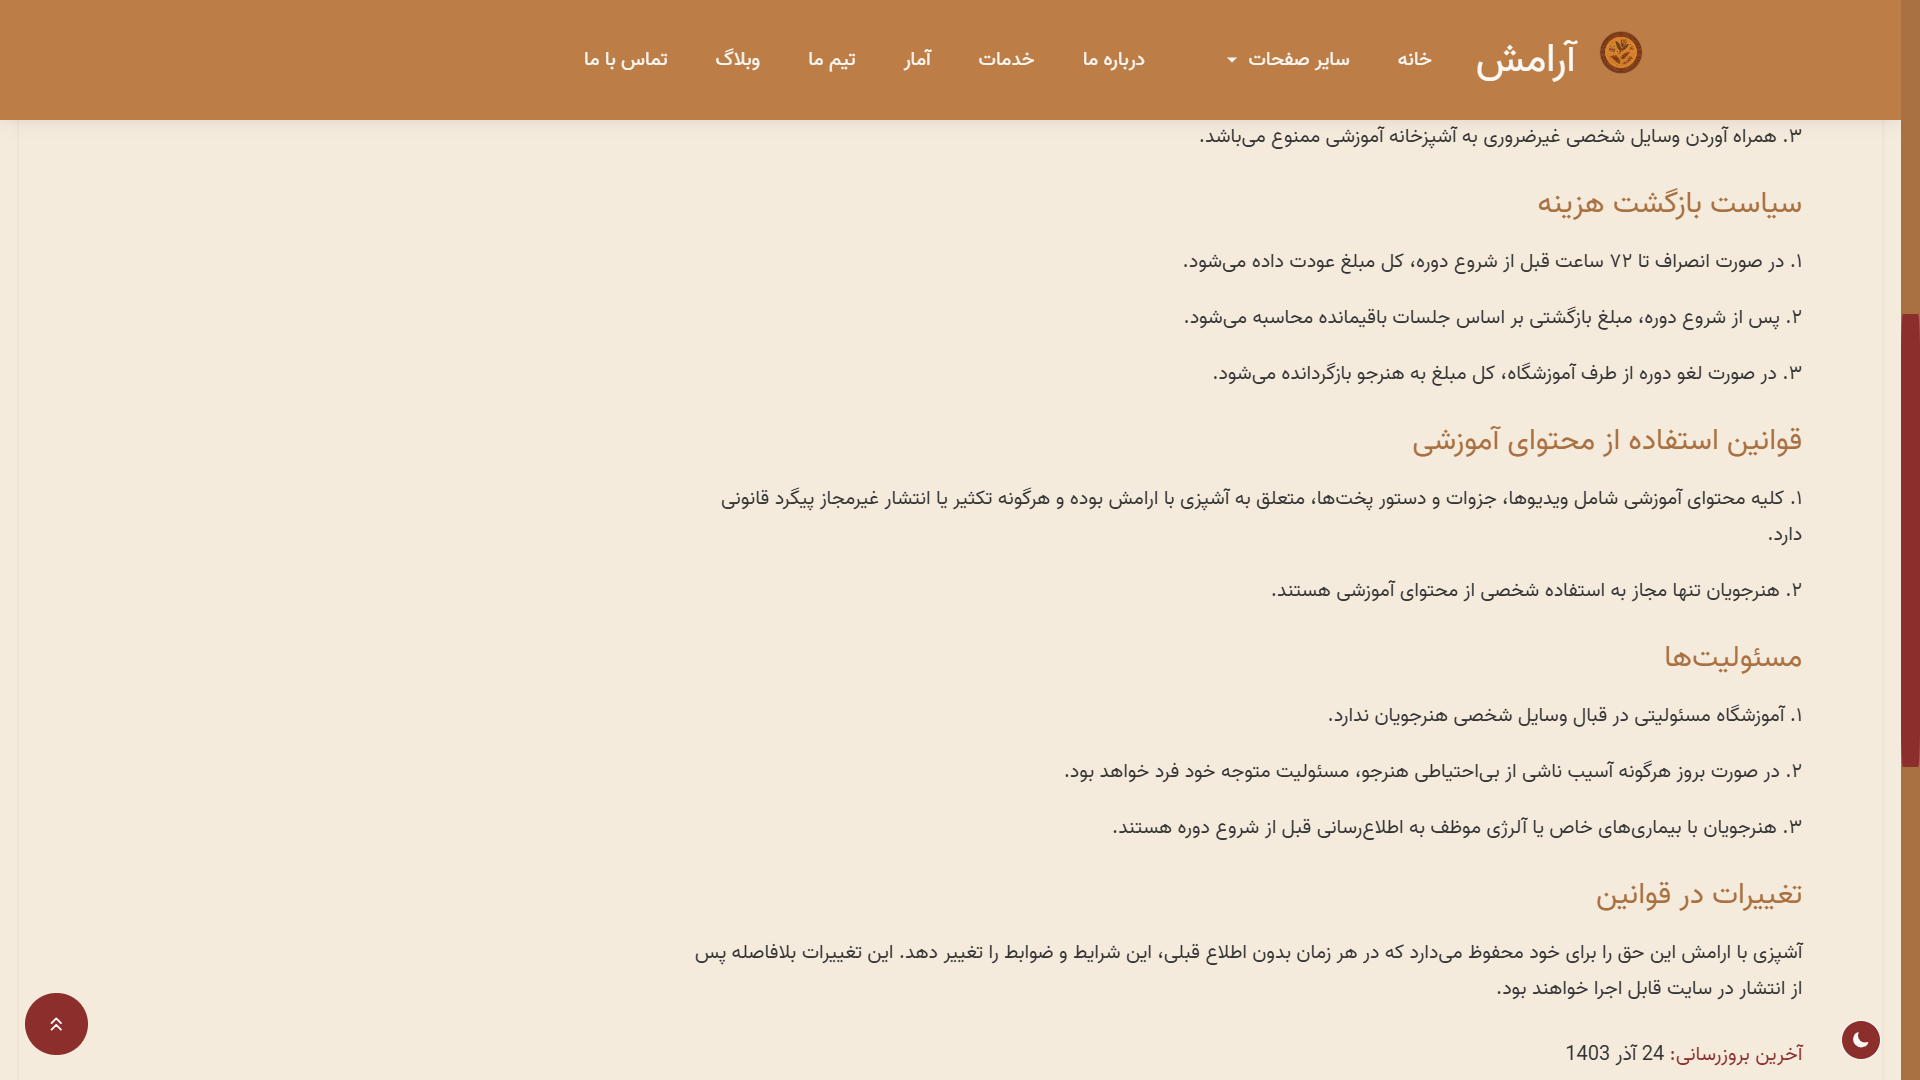 آرامش
خانه
سایر صفحات
درباره ما
خدمات
آمار
تیم ما
وبلاگ
تماس با ما
۳. همراه آوردن وسایل شخصی غیرضروری به آشپزخانه آموزشی ممنوع می‌باشد.
سیاست بازگشت هزینه
۱. در صورت انصراف تا ۷۲ ساعت قبل از شروع دوره، کل مبلغ عودت داده می‌شود.
۲. پس از شروع دوره، مبلغ بازگشتی بر اساس جلسات باقیمانده محاسبه می‌شود.
۳. در صورت لغو دوره از طرف آموزشگاه، کل مبلغ به هنرجو بازگردانده می‌شود.
قوانین استفاده از محتوای آموزشی
۱. کلیه محتوای آموزشی شامل ویدیوها، جزوات و دستور پخت‌ها، متعلق به آشپزی با ارامش بوده و هرگونه تکثیر یا انتشار غیرمجاز پیگرد قانونی
دارد.
۲. هنرجویان تنها مجاز به استفاده شخصی از محتوای آموزشی هستند.
مسئولیت‌ها
۱. آموزشگاه مسئولیتی در قبال وسایل شخصی هنرجویان ندارد.
۲. در صورت بروز هرگونه آسیب ناشی از بی‌احتیاطی هنرجو، مسئولیت متوجه خود فرد خواهد بود.
۳. هنرجویان با بیماری‌های خاص یا آلرژی موظف به اطلاع‌رسانی قبل از شروع دوره هستند.
تغییرات در قوانین
آشپزی با ارامش این حق را برای خود محفوظ می‌دارد که در هر زمان بدون اطلاع قبلی، این شرایط و ضوابط را تغییر دهد. این تغییرات بلافاصله پس
از انتشار در سایت قابل اجرا خواهند بود.
آخرین بروزرسانی: 24 آذر 1403